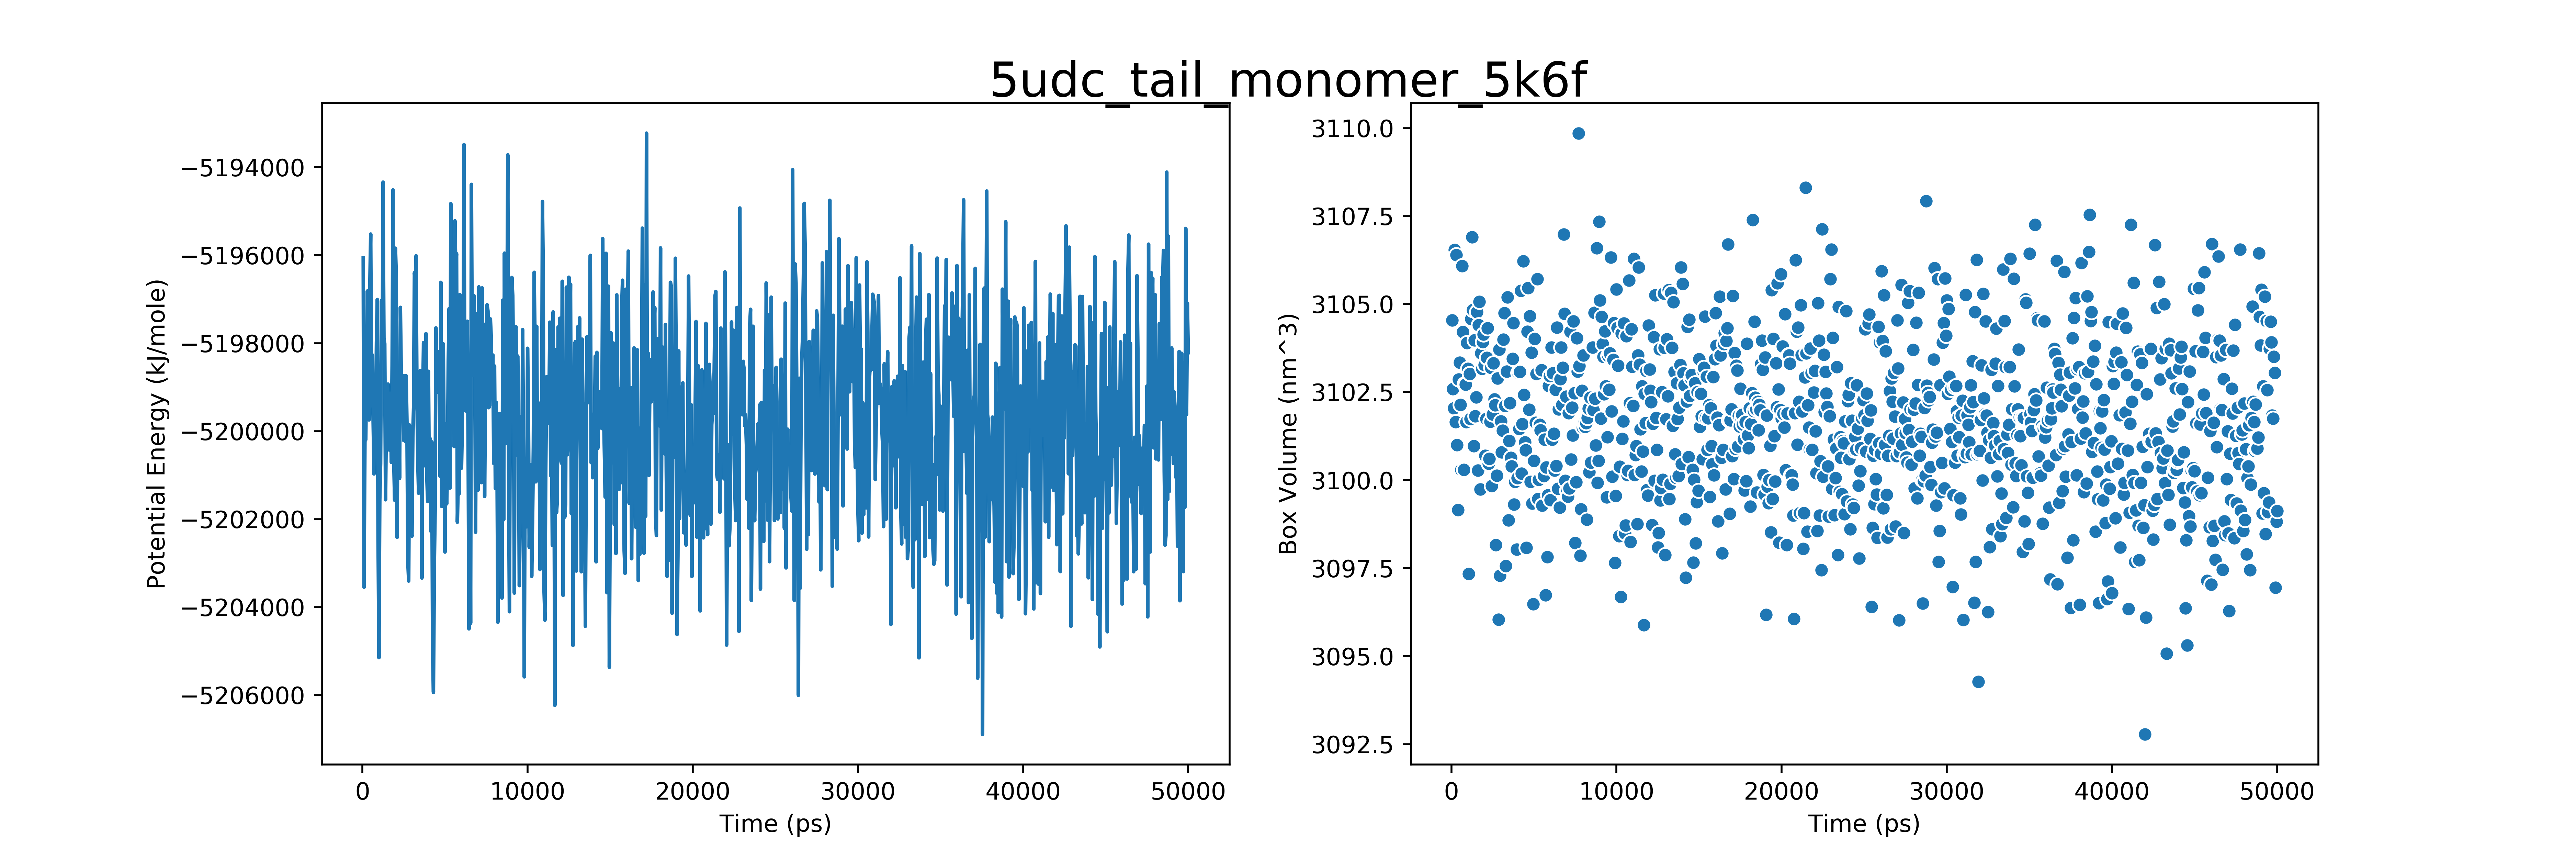 5udc_tail_monomer_5k6f
Potential Energy (kJ/mole)
−5194000
−5196000
−5198000
−5200000
−5202000
−5204000
−5206000
0 10000 20000 30000 40000 50000
Time (ps)
Box Volume (nm^3)
3110.0
3107.5
3105.0
3102.5
3100.0
3097.5
3095.0
3092.5
0 10000 20000 30000 40000 50000
Time (ps)